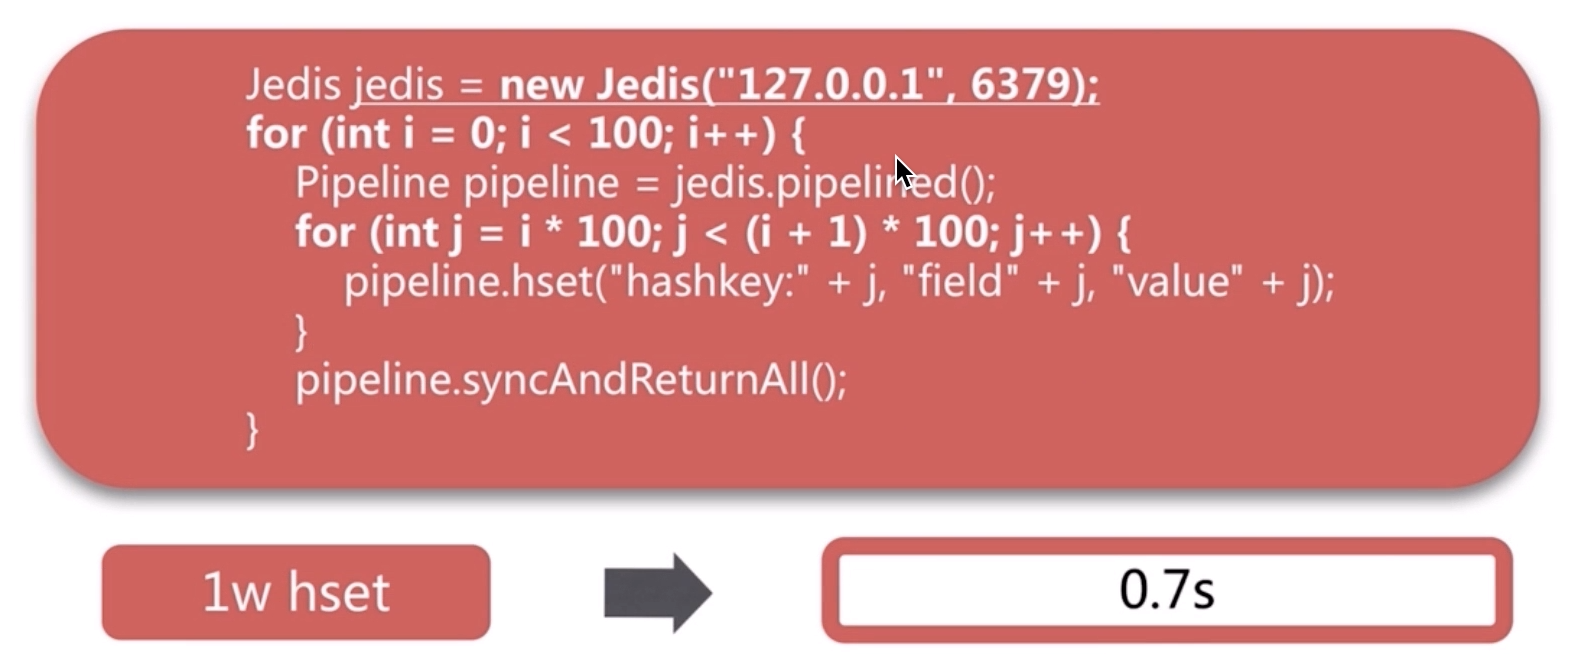 Jedis jedis = new Jedis("127.0.0.1", 6379);
for (int i = 0; i < 100; i++) {
Pipeline pipeline = jedis.pipelined();
for (int j = i * 100; j < (i + 1) * 100; j++) {
pipeline.hset("hashkey:" + j, "field" + j, "value" + j);
}
pipeline.syncAndReturnAll();
}
1w hset
0.7s